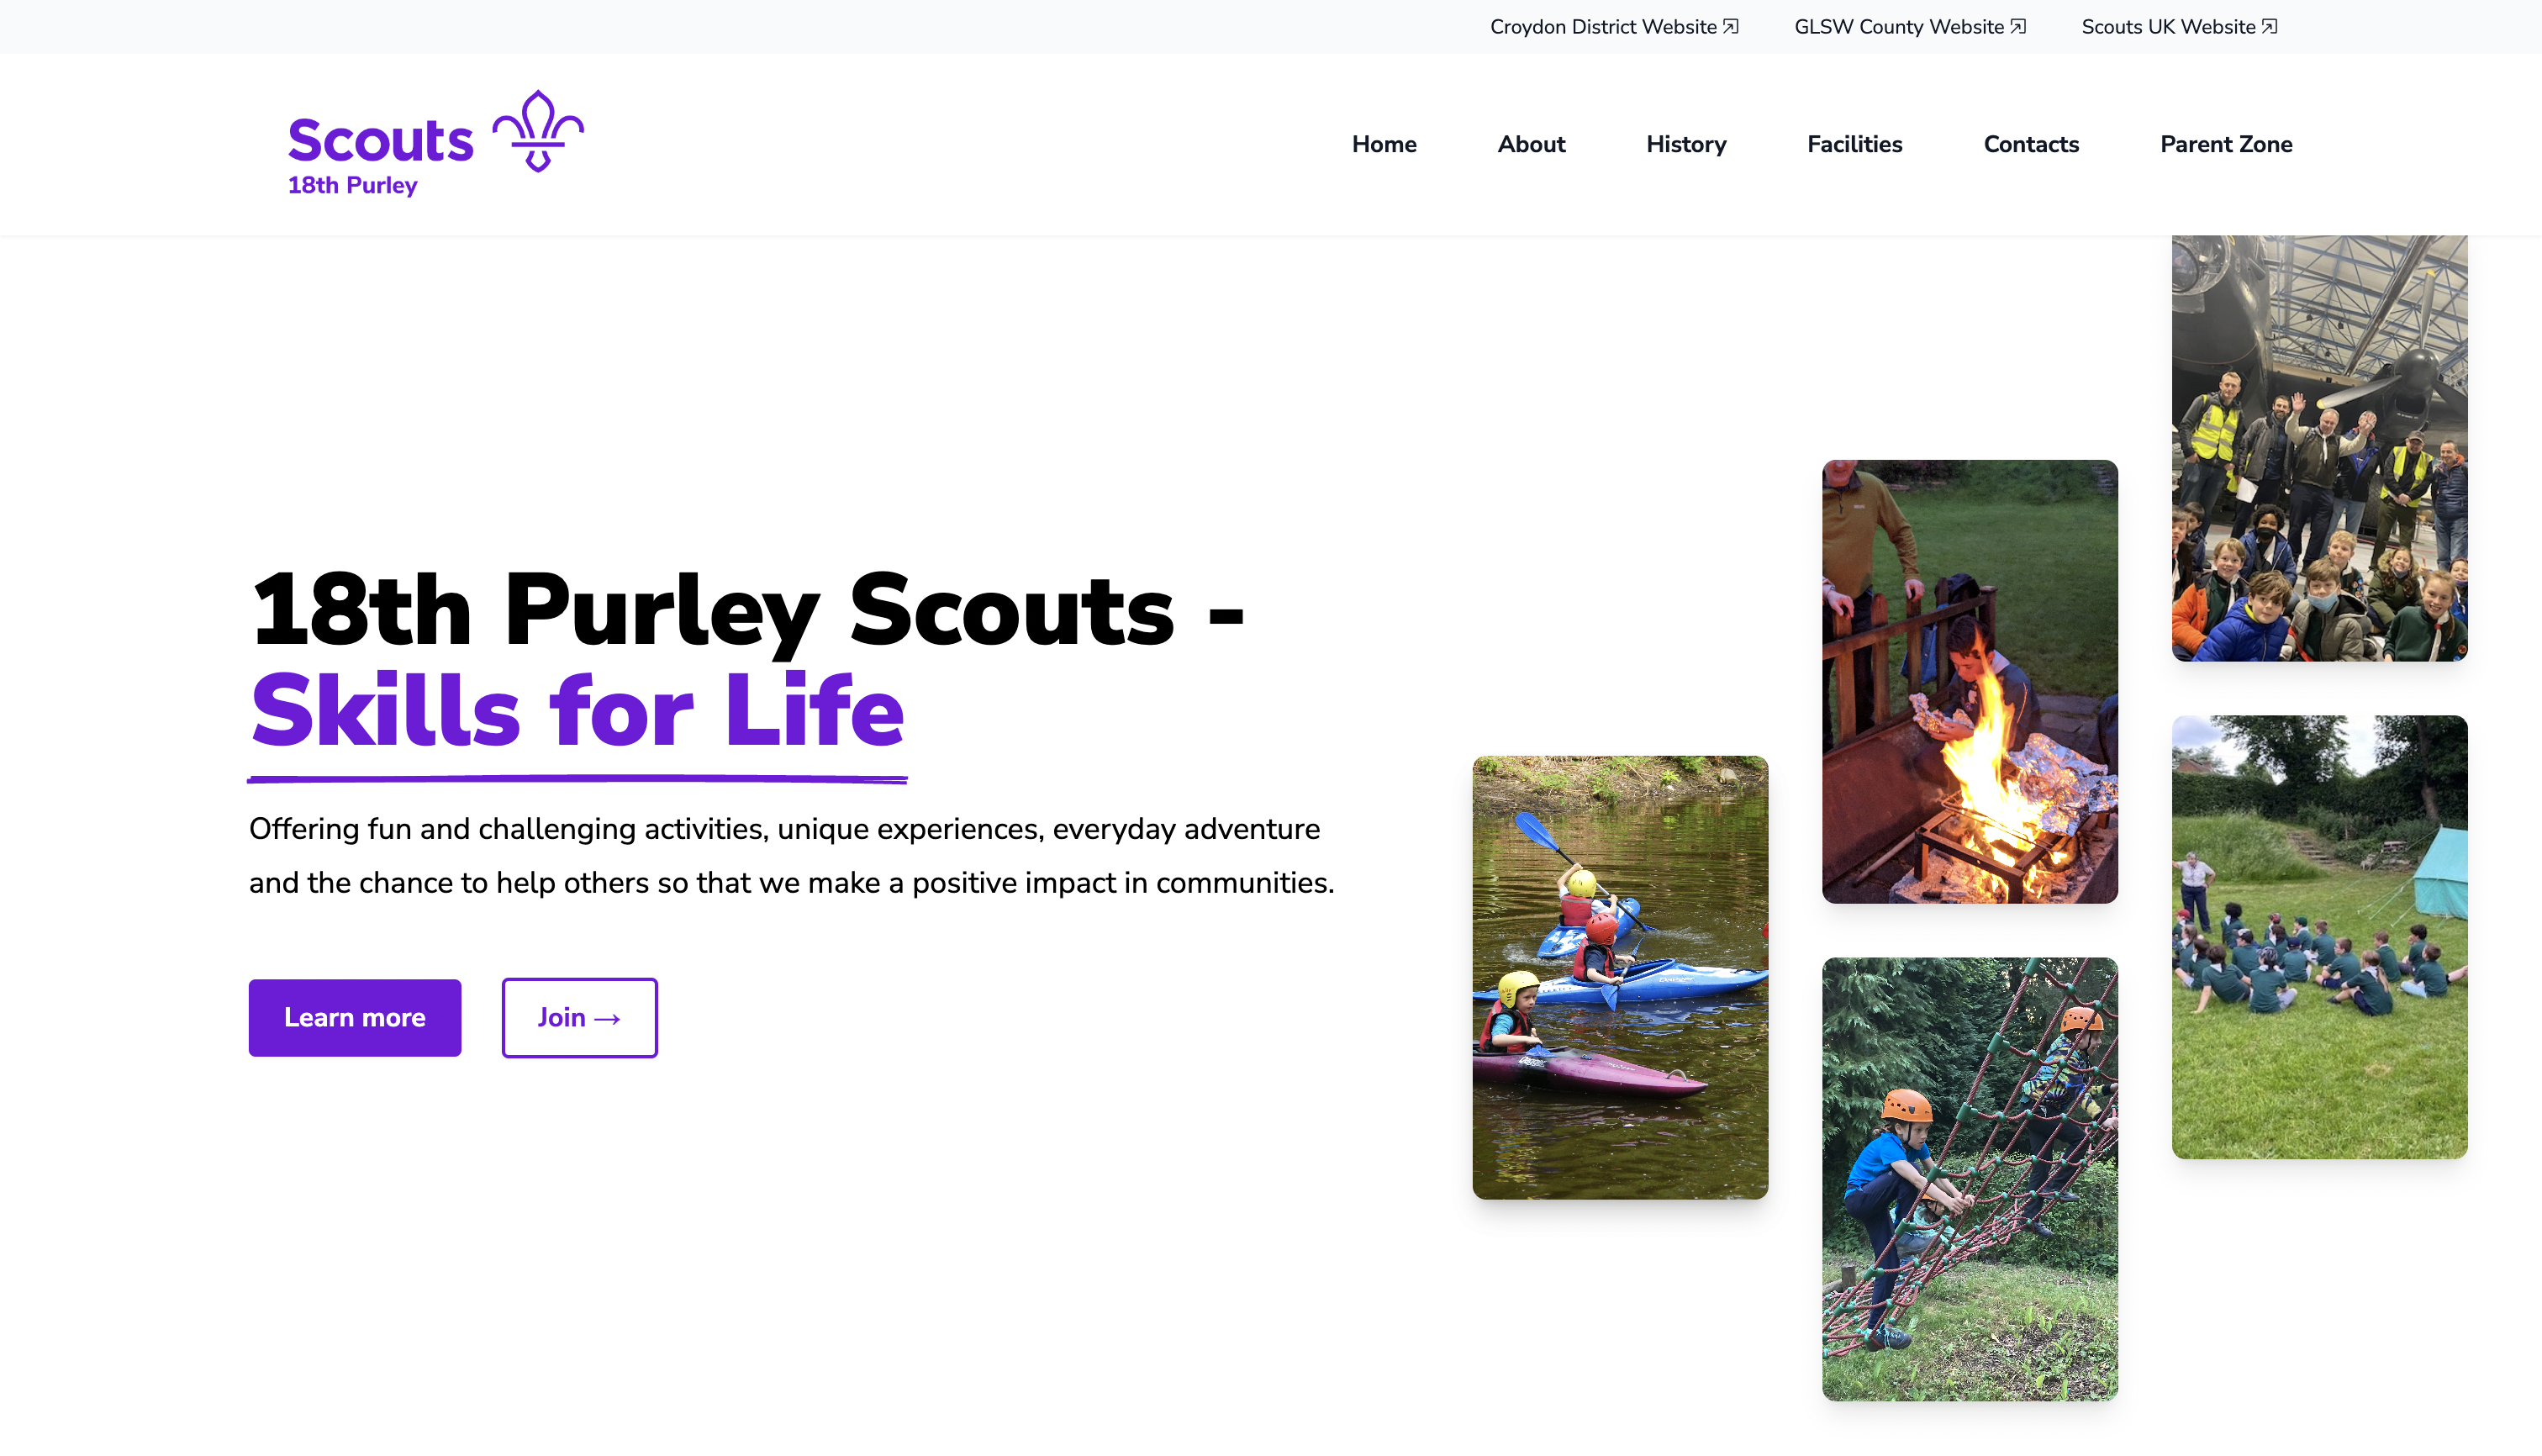 Croydon District Website
GLSW County Website
Scouts UK Website
Scouts
18th Purley
Home
About
History
Facilities
Contacts
Parent Zone
18th Purley Scouts -
Skills for Life
Offering fun and challenging activities, unique experiences, everyday adventure
and the chance to help others so that we make a positive impact in communities.
Learn more
Join →